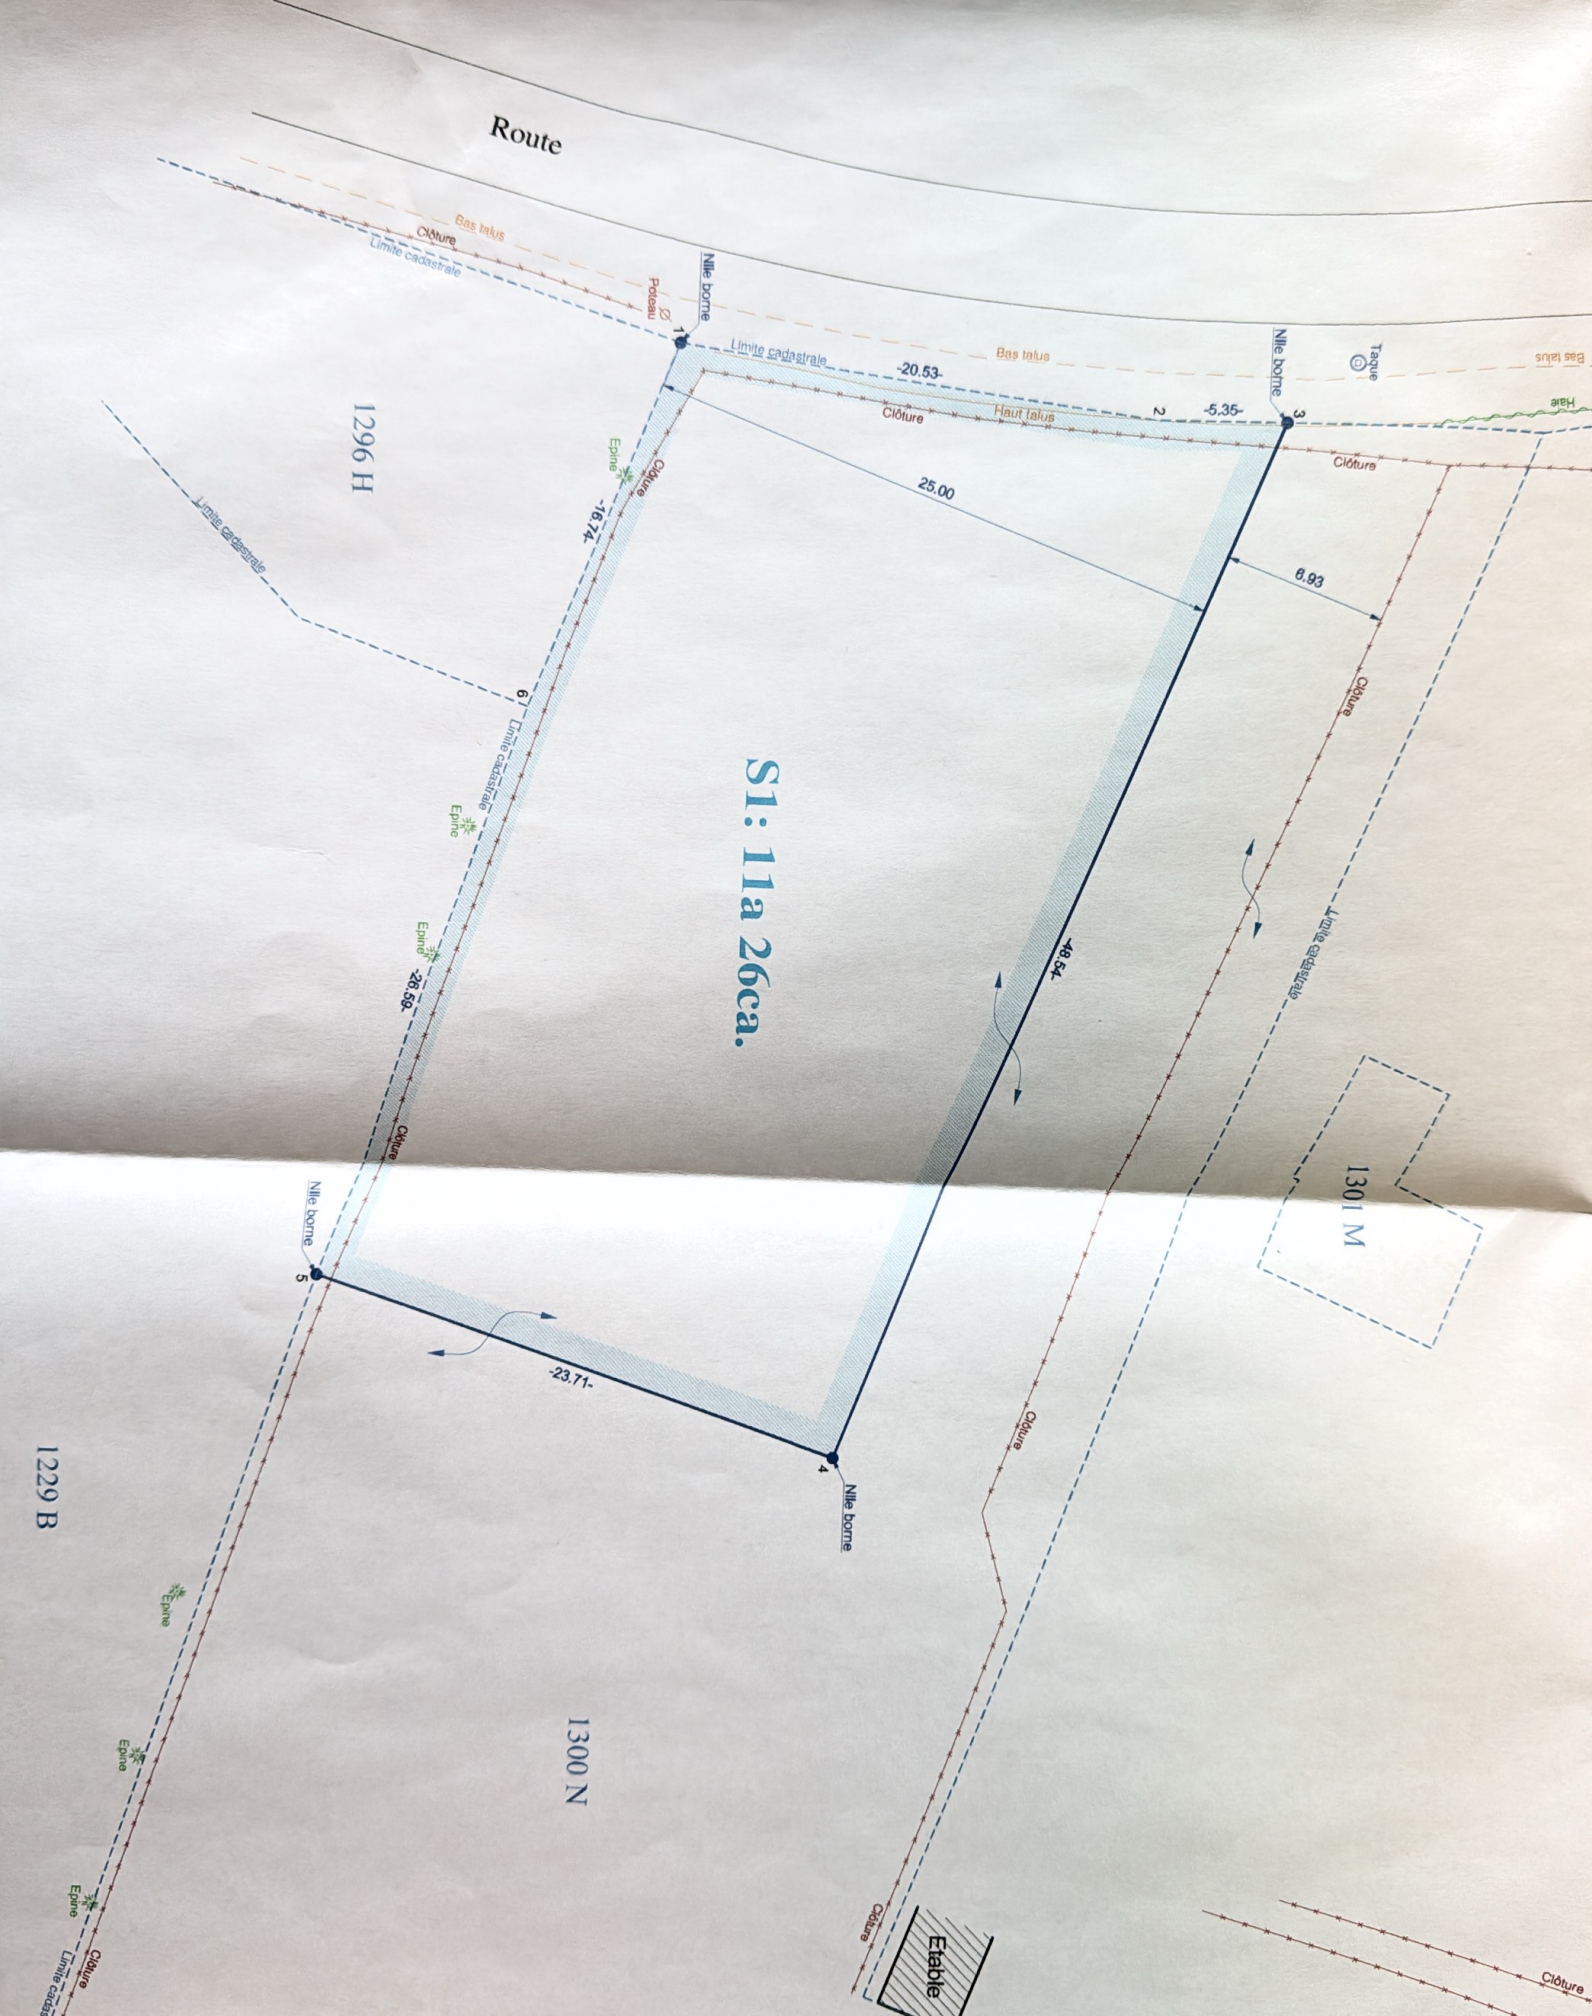 Route
Bas talus
Clôture
Limite cadastrale
Poteau
Nlle borne
1
Limite cadastrale
-20.53-
Bas talus
Clôture
Haut talus
2
-5.35-
Nlle borne
3
Taque
Bas talus
Haie
Clôture
25.00
6.93
Epine
Clôture
-16.74-
1296 H
Limite cadastrale
6
Limite cadastrale
Epine
Epine
-26.59-
Clôture
S1: 11a 26ca.
-48.54-
Clôture
Limite cadastrale
1301 M
Nlle borne
5
-23.71-
4
Nlle borne
Clôture
1229 B
Epine
Epine
Epine
1300 N
Clôture
Etable
Clôture
Clôture
Limite cadas